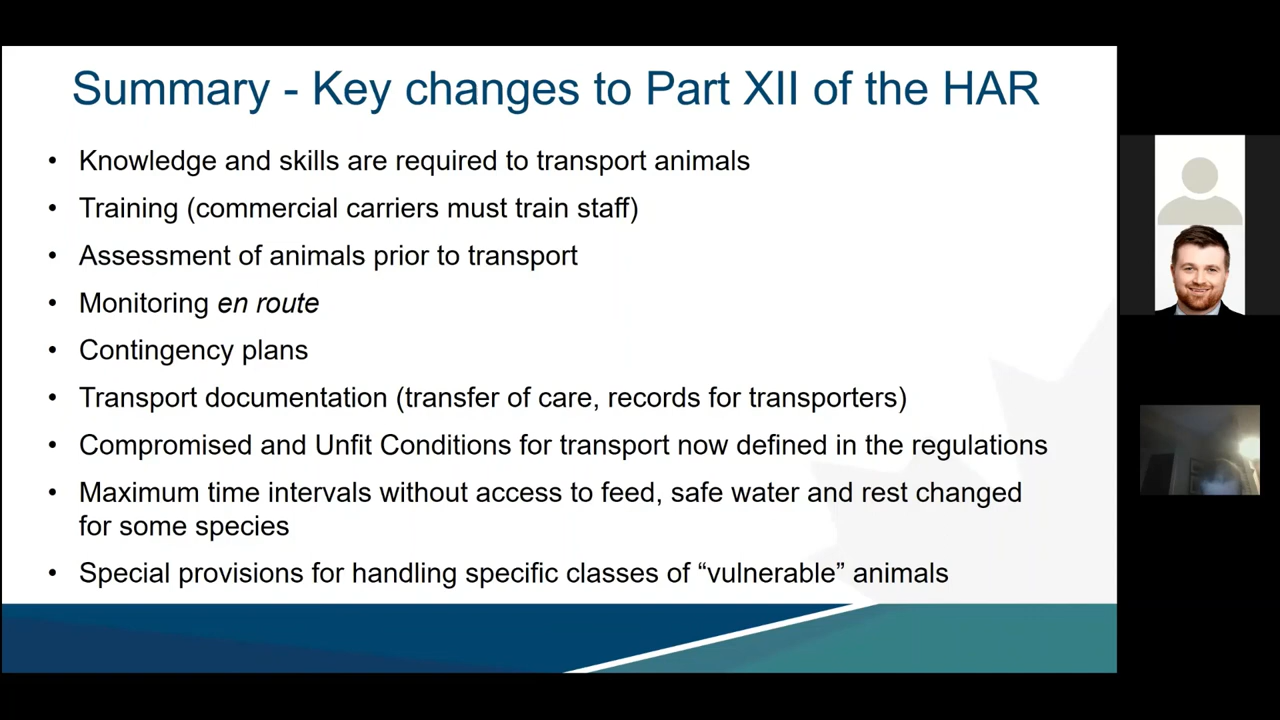 Summary - Key changes to Part XII of the HAR
• Knowledge and skills are required to transport animals
• Training (commercial carriers must train staff)
• Assessment of animals prior to transport
• Monitoring en route
• Contingency plans
• Transport documentation (transfer of care, records for transporters)
• Compromised and Unfit Conditions for transport now defined in the regulations
• Maximum time intervals without access to feed, safe water and rest changed
for some species
• Special provisions for handling specific classes of “vulnerable” animals